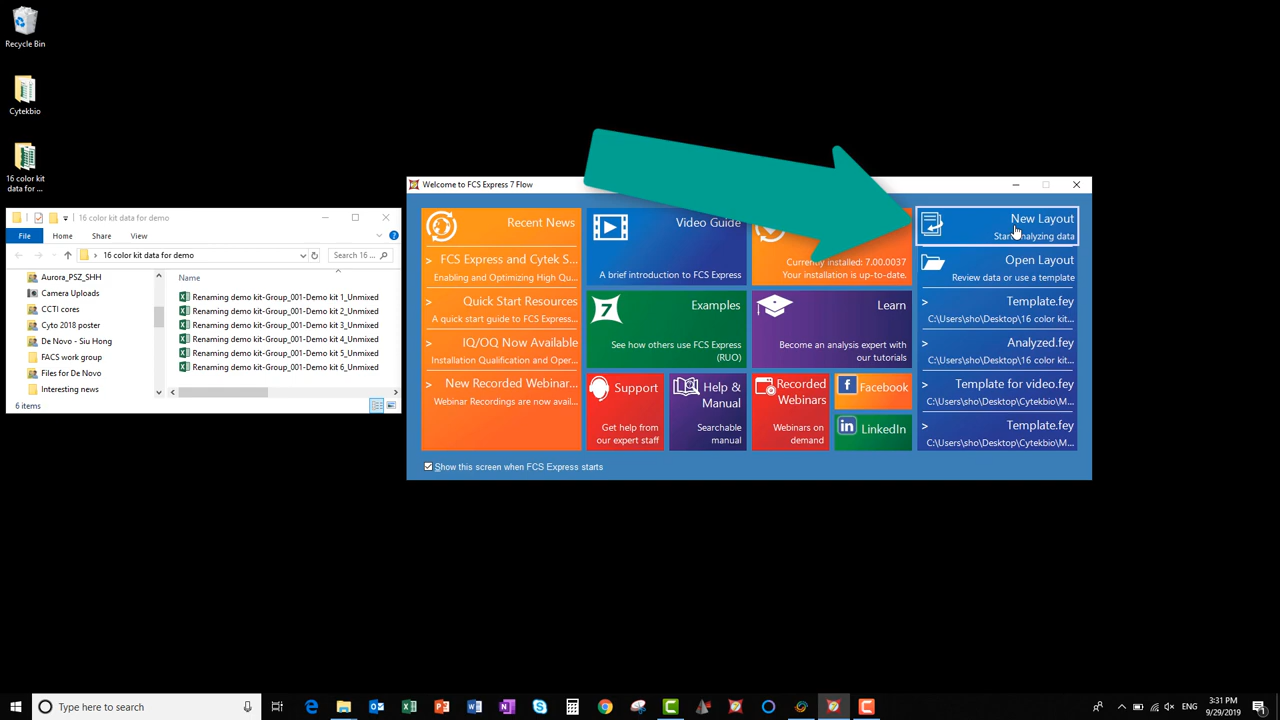 Recycle Bin
Cytekbio
16 color kit
data for ...
16 color kit data for demo
File
Home
Share
View
16 color kit data for demo
Search 16 ...
Aurora_PSZ_SHH
Camera Uploads
CCTI cores
Cyto 2018 poster
De Novo - Siu Hong
FACS work group
Files for De Novo
Interesting news
Name
Renaming demo kit-Group_001-Demo kit 1_Unmixed
Renaming demo kit-Group_001-Demo kit 2_Unmixed
Renaming demo kit-Group_001-Demo kit 3_Unmixed
Renaming demo kit-Group_001-Demo kit 4_Unmixed
Renaming demo kit-Group_001-Demo kit 5_Unmixed
Renaming demo kit-Group_001-Demo kit 6_Unmixed
6 items
Welcome to FCS Express 7 Flow
Recent News
> FCS Express and Cytek S...
Enabling and Optimizing High Qu...
> Quick Start Resources
A quick start guide to FCS Express...
> IQ/OQ Now Available
Installation Qualification and Oper...
> New Recorded Webinar...
Webinar Recordings are now avail...
Video Guide
A brief introduction to FCS Express
Currently installed: 7.00.0037
Your installation is up-to-date.
7
Examples
See how others use FCS Express
(RUO)
Learn
Become an analysis expert with
our tutorials
Support
Get help from
our expert staff
Help &
Manual
Searchable
manual
Recorded
Webinars
Webinars on
demand
Facebook
LinkedIn
New Layout
Start analyzing data
Open Layout
Review data or use a template
> Template.fey
C:\Users\sho\Desktop\16 color kit...
> Analyzed.fey
C:\Users\sho\Desktop\16 color kit...
> Template for video.fey
C:\Users\sho\Desktop\Cytekbio\M...
> Template.fey
C:\Users\sho\Desktop\Cytekbio\M...
Show this screen when FCS Express starts
Type here to search
ENG
3:31 PM
9/29/2019